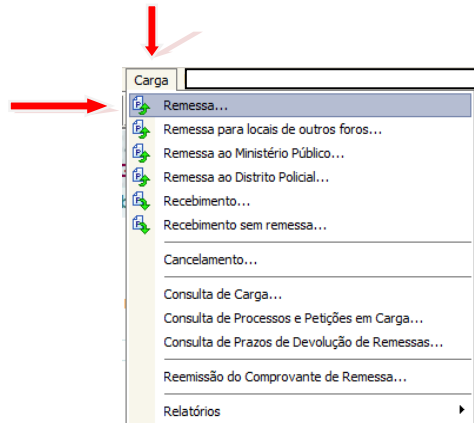 Carga
Remessa...
Remessa para locais de outros foros...
Remessa ao Ministério Público...
Remessa ao Distrito Policial...
Recebimento...
Recebimento sem remessa...
Cancelamento...
Consulta de Carga...
Consulta de Processos e Petições em Carga...
Consulta de Prazos de Devolução de Remessas...
Reemissão do Comprovante de Remessa...
Relatórios